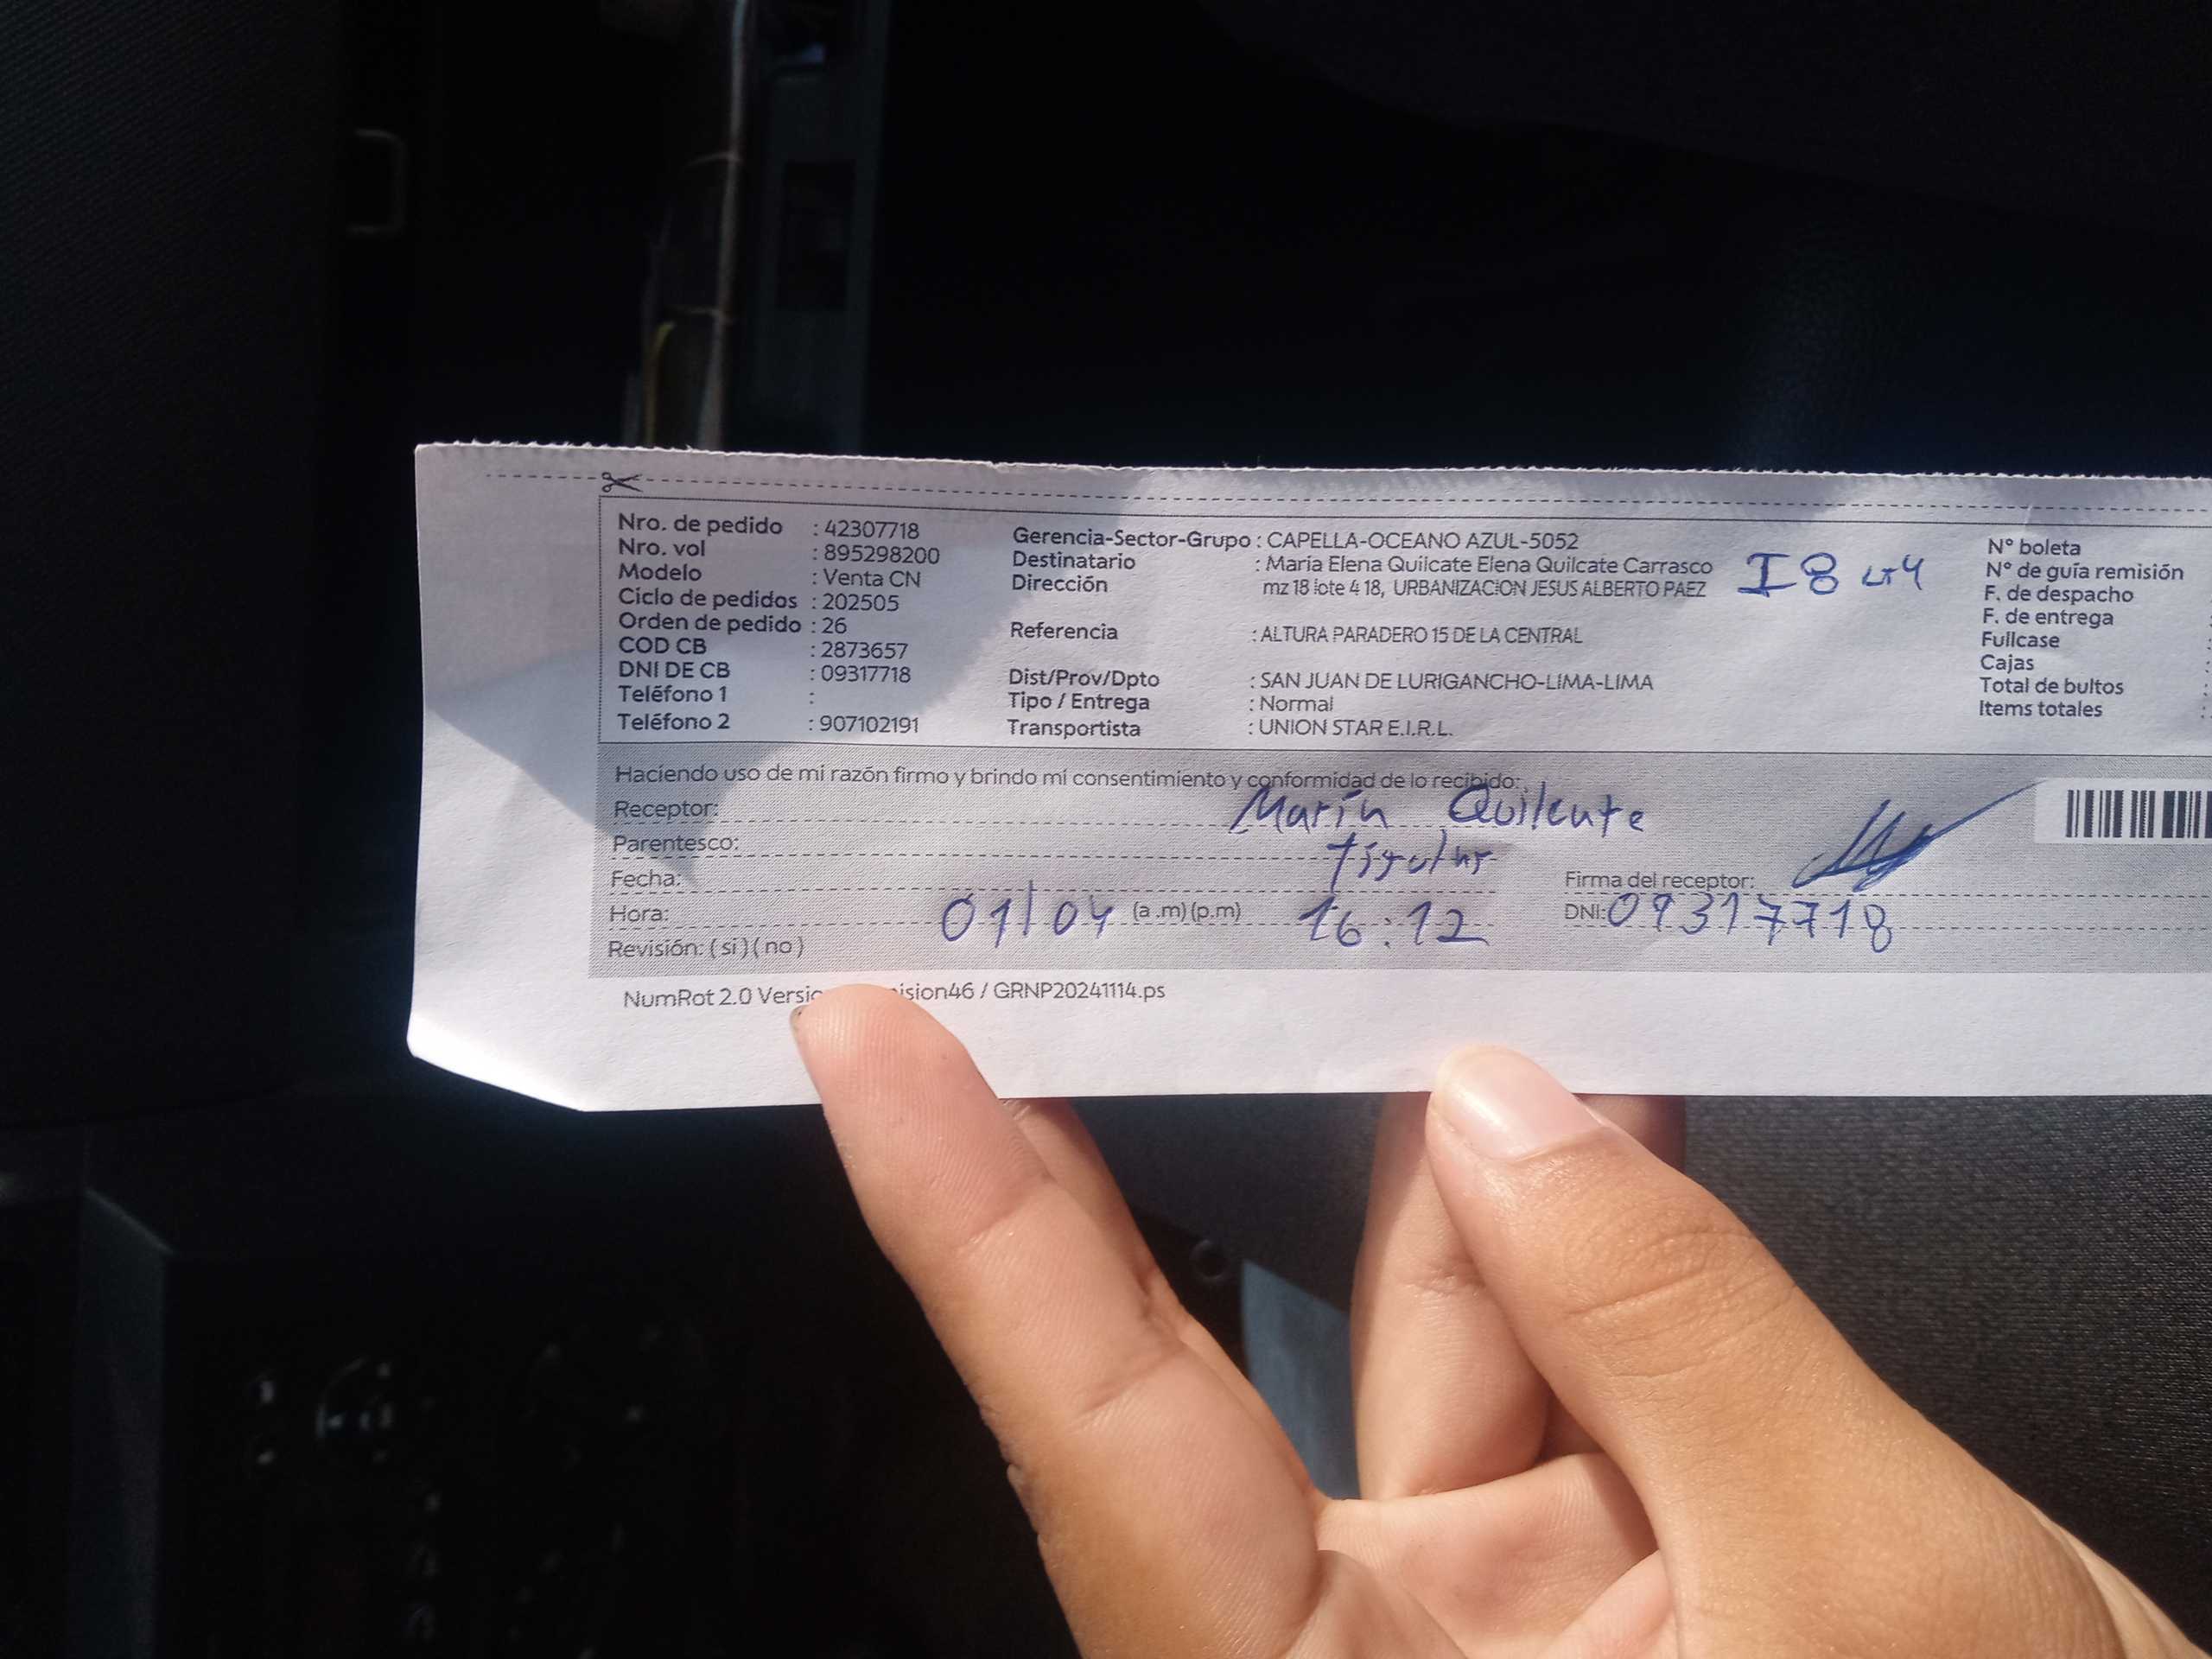 Nro. de pedido : 42307718
Nro. vol : 895298200
Modelo : Venta CN
Ciclo de pedidos : 202505
Orden de pedido : 26
COD CB : 2873657
DNI DE CB : 09317718
Teléfono 1 :
Teléfono 2 : 907102191
Gerencia-Sector-Grupo : CAPELLA-OCEANO AZUL-5052
Destinatario : Maria Elena Quilcate Elena Quilcate Carrasco
Dirección mz 18 lote 4 18, URBANIZACION JESUS ALBERTO PAEZ
I8 LT4
Referencia : ALTURA PARADERO 15 DE LA CENTRAL
Dist/Prov/Dpto : SAN JUAN DE LURIGANCHO-LIMA-LIMA
Tipo / Entrega : Normal
Transportista : UNION STAR E.I.R.L.
N° boleta
N° de guía remisión
F. de despacho
F. de entrega :
Fullcase
Cajas :
Total de bultos
Items totales :
Haciendo uso de mi razón firmo y brindo mi consentimiento y conformidad de lo recibido:
Receptor: María Quilcate
Parentesco: titular
Fecha:
Firma del receptor:
Hora: 01/04 (a .m) (p.m) 16:12
DNI: 09317718
Revisión: ( si ) ( no )
NumRot 2.0 / GRNP20241114.ps